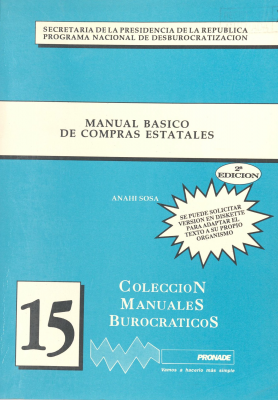 SECRETARIA DE LA PRESIDENCIA DE LA REPUBLICA
PROGRAMA NACIONAL DE DESBUROCRATIZACION
MANUAL BASICO
DE COMPRAS ESTATALES
2ª
EDICION
ANAHI SOSA
SE PUEDE SOLICITAR
VERSION EN DISKETTE
PARA ADAPTAR EL
TEXTO A SU PROPIO
ORGANISMO
COLECCION
MANUALES
BUROCRATICOS
15
PRONADE
Vamos a hacerlo más simple